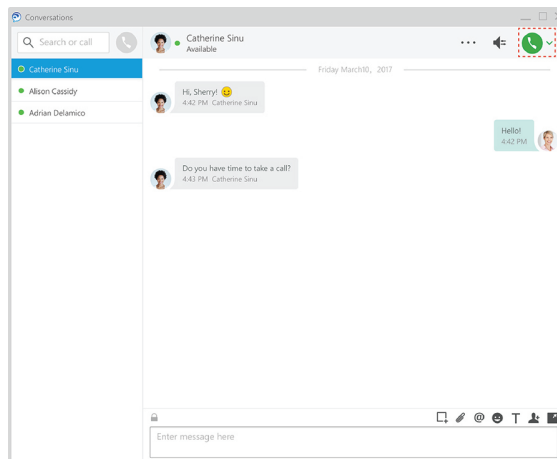 Conversations
Search or call
Catherine Sinu
Available
Catherine Sinu
Alison Cassidy
Adrian Delamico
Friday March10, 2017
Hi, Sherry!
4:42 PM Catherine Sinu
Hello!
4:42 PM
Do you have time to take a call?
4:43 PM Catherine Sinu
Enter message here